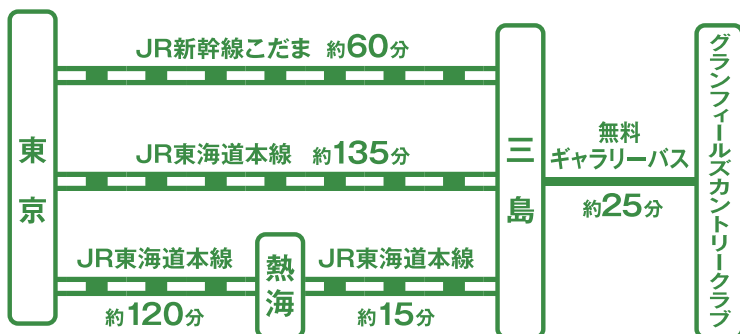 東京
JR新幹線こだま 約60分
JR東海道本線 約135分
JR東海道本線
約120分
熱海
JR東海道本線
約15分
三島
無料
ギャラリーバス
約25分
グランフィールズカントリークラブ